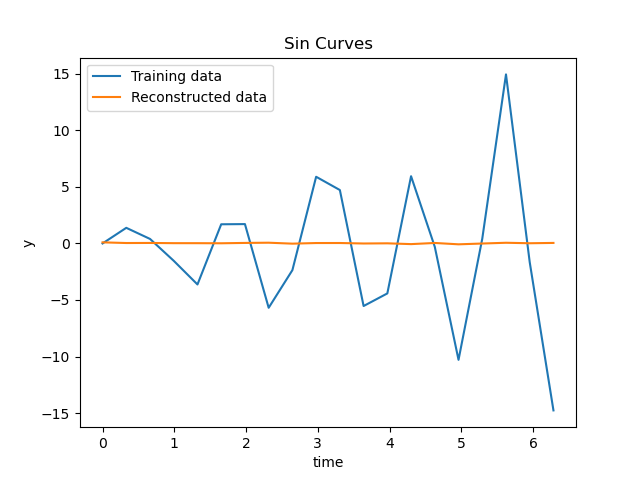 Sin Curves
Training data
Reconstructed data
15
10
5
0
−5
−10
−15
y
0 1 2 3 4 5 6
time